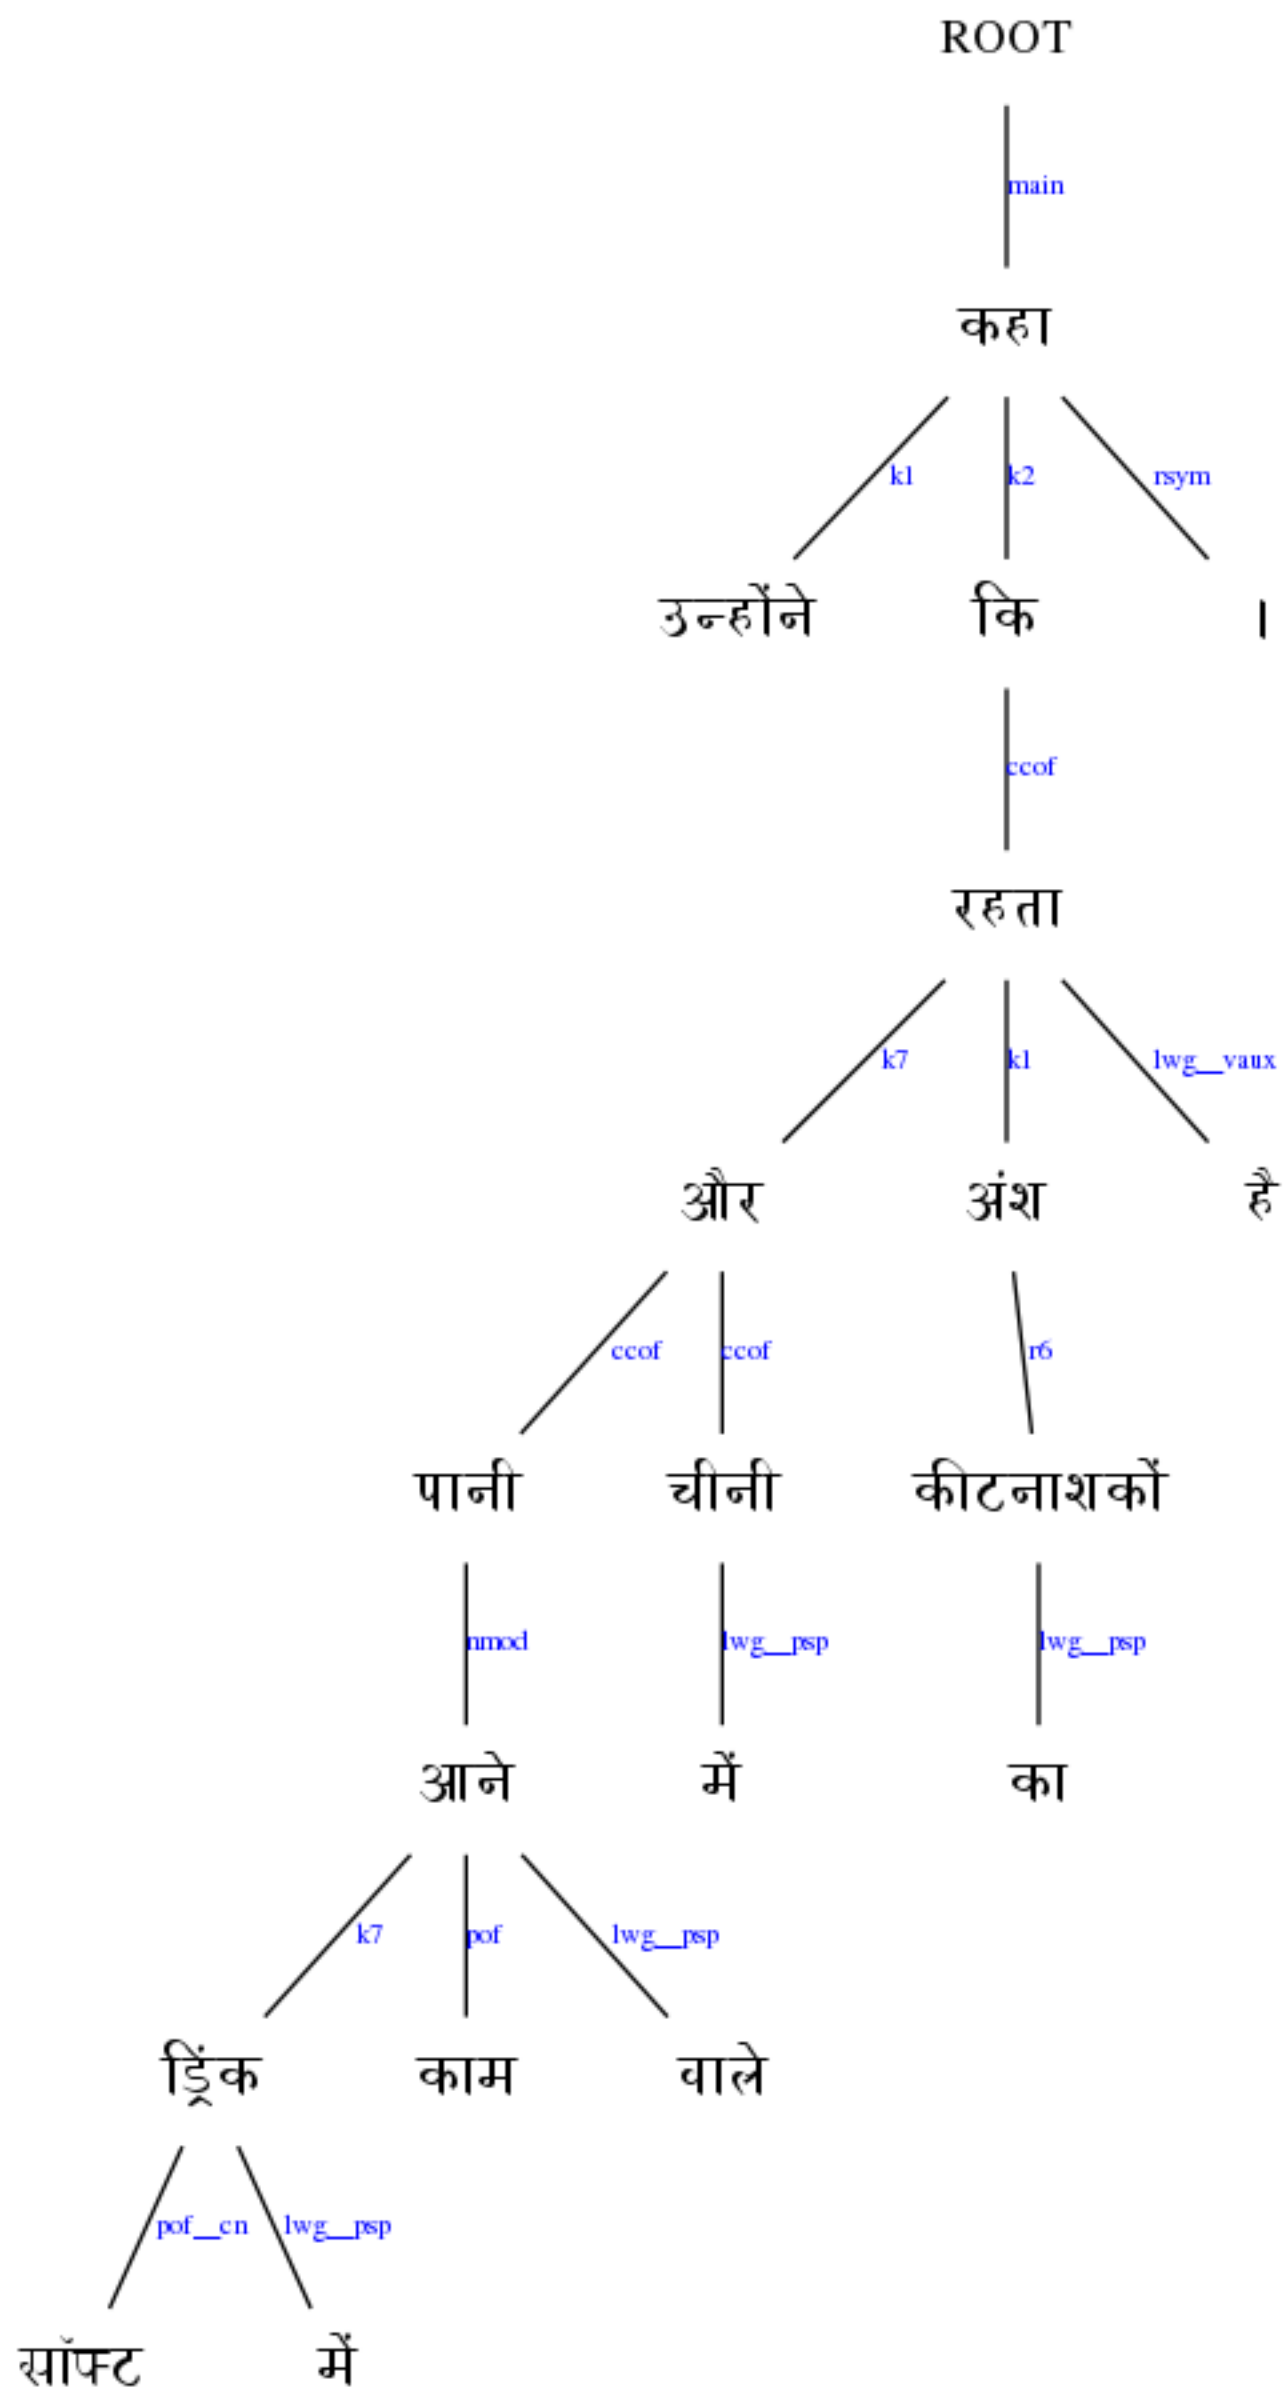 ROOT
main
कहा
k1 k2 rsym
उन्होंने कि ।
ccof
रहता
k7 k1 lwg__vaux
और अंश है
ccof ccof r6
पानी चीनी कीटनाशकों
nmod lwg__psp lwg__psp
आने में का
k7 pof lwg__psp
ड्रिंक काम वाले
pof__cn lwg__psp
सॉफ्ट में